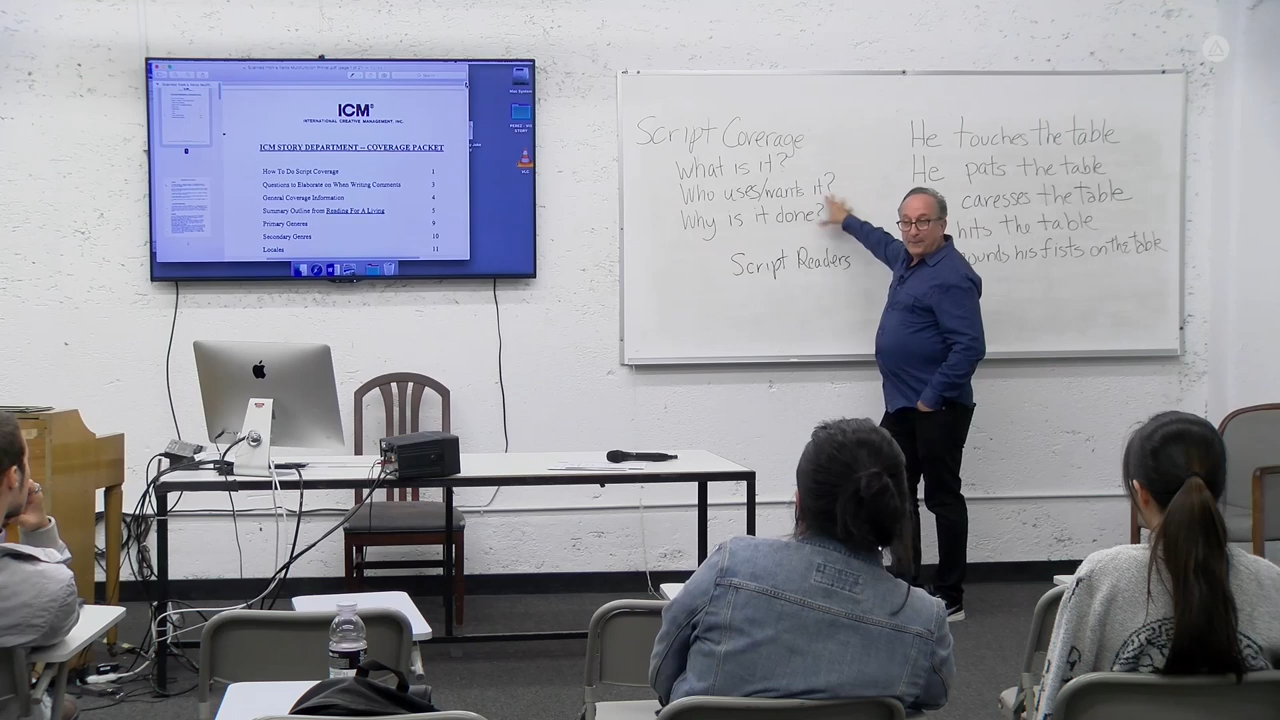 ICM
INTERNATIONAL CREATIVE MANAGEMENT, INC.
ICM STORY DEPARTMENT -- COVERAGE PACKET
How To Do Script Coverage 1
Questions to Elaborate on When Writing Comments 3
General Coverage Information 4
Summary Outline from Reading For A Living 5
Primary Genres 9
Secondary Genres 10
Locales 11
VLC
Script Coverage
What is it?
Who uses/wants it?
Why is it done?
Script Readers
He touches the table
He pats the table
caresses the table
hits the table
his fists on the table